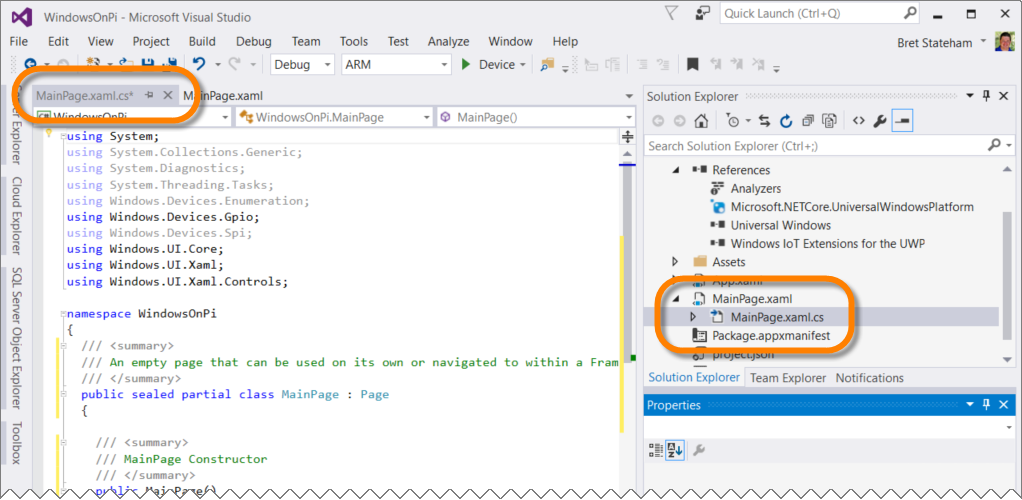 WindowsOnPi - Microsoft Visual Studio
Quick Launch (Ctrl+Q)
File Edit View Project Build Debug Team Tools Test Analyze Window Help
Bret Stateham
Debug ARM Device
MainPage.xaml.cs* MainPage.xaml
WindowsOnPi WindowsOnPi.MainPage MainPage()
Explorer
Cloud Explorer
SQL Server Object Explorer
Toolbox
using System;
using System.Collections.Generic;
using System.Diagnostics;
using System.Threading.Tasks;
using Windows.Devices.Enumeration;
using Windows.Devices.Gpio;
using Windows.Devices.Spi;
using Windows.UI.Core;
using Windows.UI.Xaml;
using Windows.UI.Xaml.Controls;
namespace WindowsOnPi
{
/// <summary>
/// An empty page that can be used on its own or navigated to within a Fram
/// </summary>
public sealed partial class MainPage : Page
{
/// <summary>
/// MainPage Constructor
/// </summary>
public MainPage()
Solution Explorer
Search Solution Explorer (Ctrl+;)
References
Analyzers
Microsoft.NETCore.UniversalWindowsPlatform
Universal Windows
Windows IoT Extensions for the UWP
Assets
App.xaml
MainPage.xaml
MainPage.xaml.cs
Package.appxmanifest
project.json
Solution Explorer Team Explorer Notifications
Properties